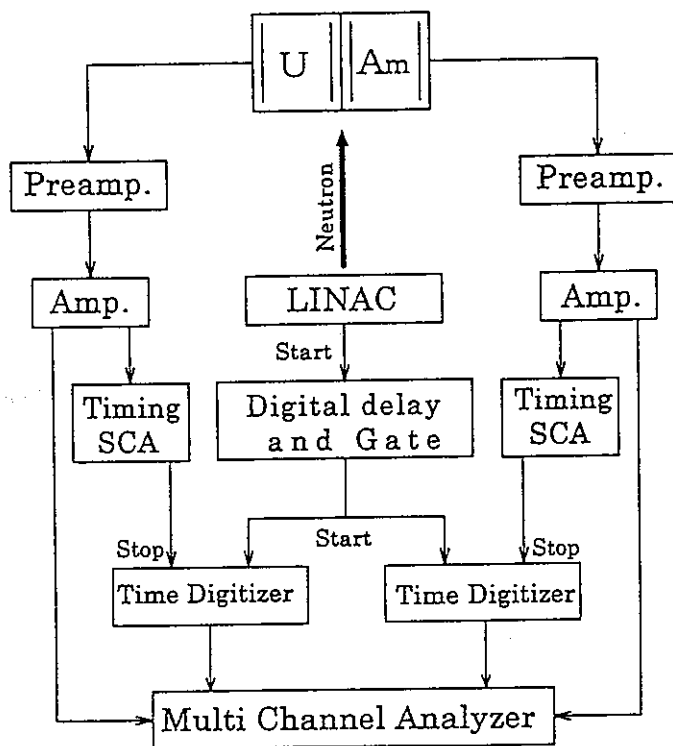 U
Am
Preamp.
Preamp.
Neutron
Amp.
LINAC
Amp.
Start
Timing
SCA
Digital delay
and Gate
Timing
SCA
Stop
Start
Stop
Time Digitizer
Time Digitizer
Multi Channel Analyzer